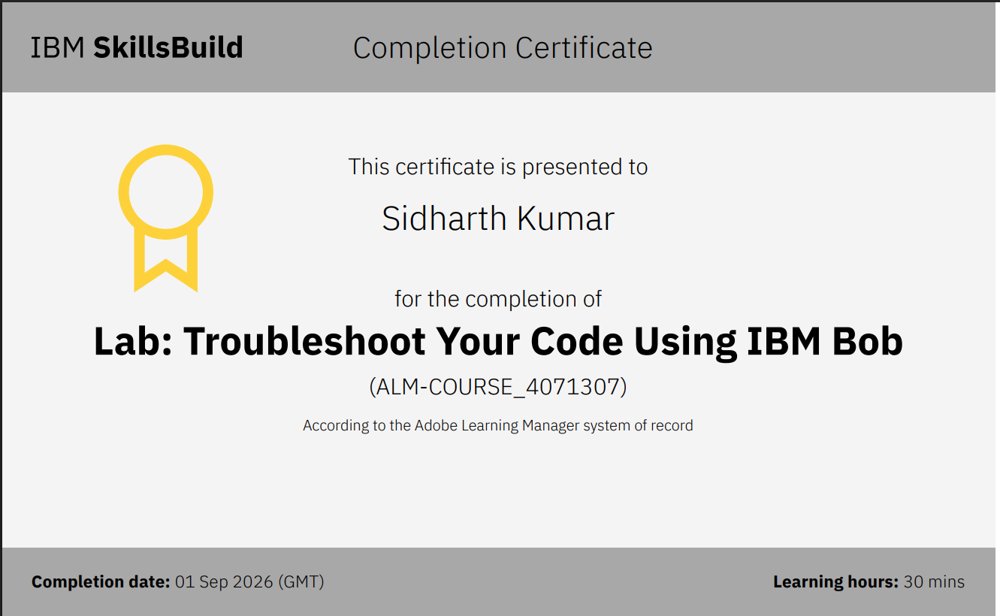 IBM SkillsBuild
Completion Certificate
This certificate is presented to
Sidharth Kumar
for the completion of
Lab: Troubleshoot Your Code Using IBM Bob
(ALM-COURSE_4071307)
According to the Adobe Learning Manager system of record
Completion date: 01 Sep 2026 (GMT)
Learning hours: 30 mins